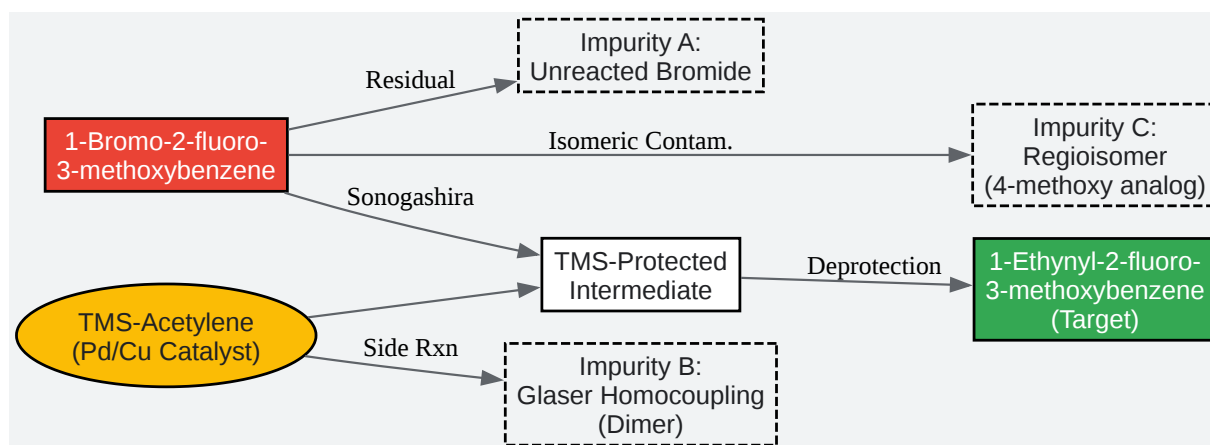 Impurity A:
Unreacted Bromide
Residual
1-Bromo-2-fluoro-
3-methoxybenzene
Isomeric Contam.
Impurity C:
Regioisomer
(4-methoxy analog)
Sonogashira
TMS-Protected
Intermediate
Deprotection
1-Ethynyl-2-fluoro-
3-methoxybenzene
(Target)
TMS-Acetylene
(Pd/Cu Catalyst)
Side Rxn
Impurity B:
Glaser Homocoupling
(Dimer)